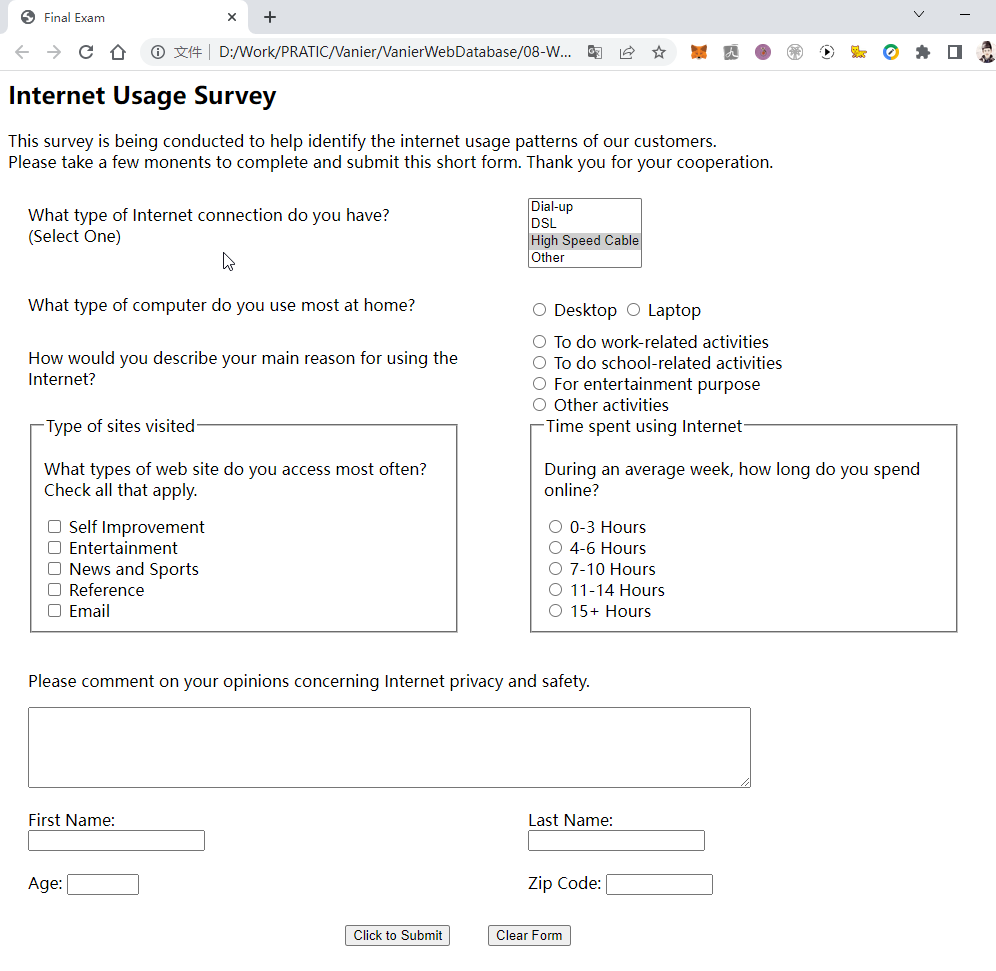 Final Exam
文件
D:/Work/PRATIC/Vanier/VanierWebDatabase/08-W...
Internet Usage Survey
This survey is being conducted to help identify the internet usage patterns of our customers.
Please take a few monents to complete and submit this short form. Thank you for your cooperation.
What type of Internet connection do you have?
(Select One)
Dial-up
DSL
High Speed Cable
Other
What type of computer do you use most at home?
Desktop Laptop
How would you describe your main reason for using the
Internet?
To do work-related activities
To do school-related activities
For entertainment purpose
Other activities
Type of sites visited
What types of web site do you access most often?
Check all that apply.
Self Improvement
Entertainment
News and Sports
Reference
Email
Time spent using Internet
During an average week, how long do you spend
online?
0-3 Hours
4-6 Hours
7-10 Hours
11-14 Hours
15+ Hours
Please comment on your opinions concerning Internet privacy and safety.
First Name:
Last Name:
Age:
Zip Code:
Click to Submit
Clear Form